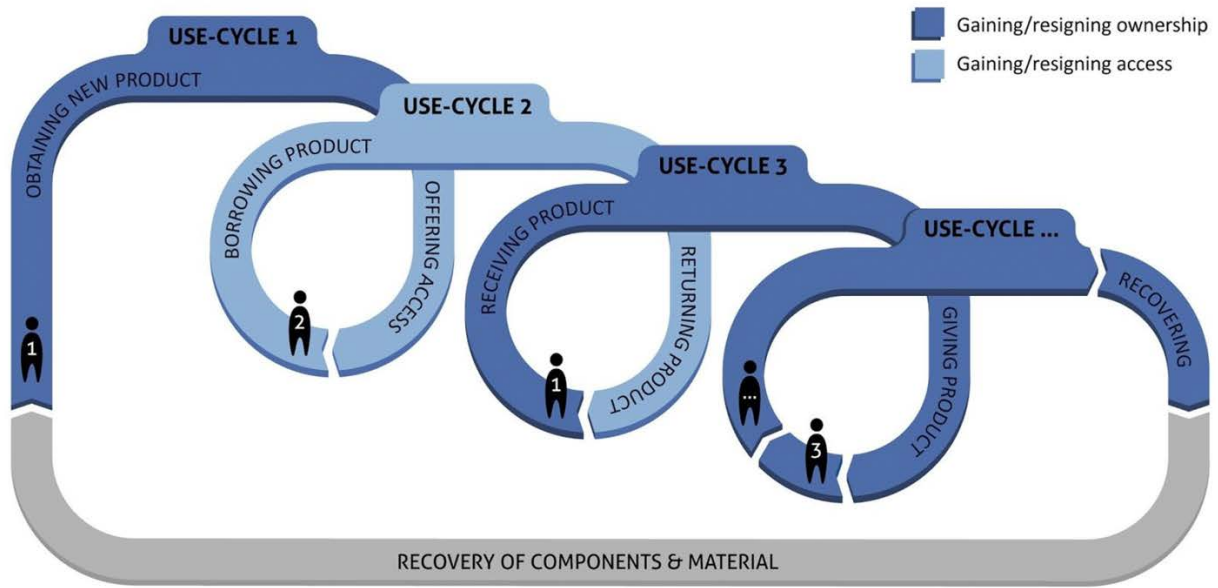 USE-CYCLE 1
Gaining/resigning ownership
Gaining/resigning access
OBTAINING NEW PRODUCT
USE-CYCLE 2
BORROWING PRODUCT
OFFERING ACCESS
USE-CYCLE 3
RECEIVING PRODUCT
RETURNING PRODUCT
USE-CYCLE ...
GIVING PRODUCT
RECOVERING
1
2
1
...
3
RECOVERY OF COMPONENTS & MATERIAL